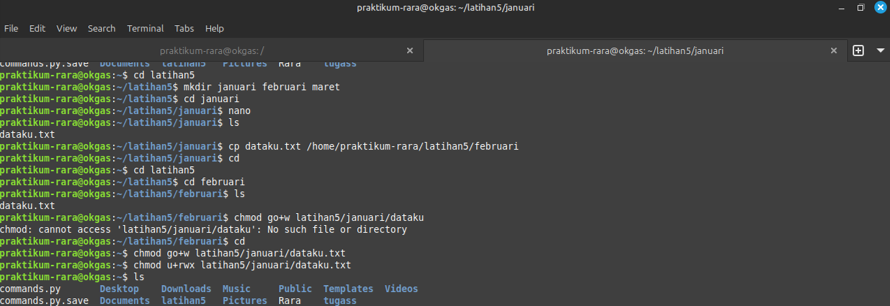 praktikum-rara@okgas: ~/latihan5/januari
File Edit View Search Terminal Tabs Help
praktikum-rara@okgas: /
praktikum-rara@okgas: ~/latihan5/januari
commands.py.save Documents latihan5 Pictures Rara tugass
praktikum-rara@okgas:~$ cd latihan5
praktikum-rara@okgas:~/latihan5$ mkdir januari februari maret
praktikum-rara@okgas:~/latihan5$ cd januari
praktikum-rara@okgas:~/latihan5/januari$ nano
praktikum-rara@okgas:~/latihan5/januari$ ls
dataku.txt
praktikum-rara@okgas:~/latihan5/januari$ cp dataku.txt /home/praktikum-rara/latihan5/februari
praktikum-rara@okgas:~/latihan5/januari$ cd
praktikum-rara@okgas:~$ cd latihan5
praktikum-rara@okgas:~/latihan5$ cd februari
praktikum-rara@okgas:~/latihan5/februari$ ls
dataku.txt
praktikum-rara@okgas:~/latihan5/februari$ chmod go+w latihan5/januari/dataku
chmod: cannot access 'latihan5/januari/dataku': No such file or directory
praktikum-rara@okgas:~/latihan5/februari$ cd
praktikum-rara@okgas:~$ chmod go+w latihan5/januari/dataku.txt
praktikum-rara@okgas:~$ chmod u+rwx latihan5/januari/dataku.txt
praktikum-rara@okgas:~$ ls
commands.py Desktop Downloads Music Public Templates Videos
commands.py.save Documents latihan5 Pictures Rara tugass